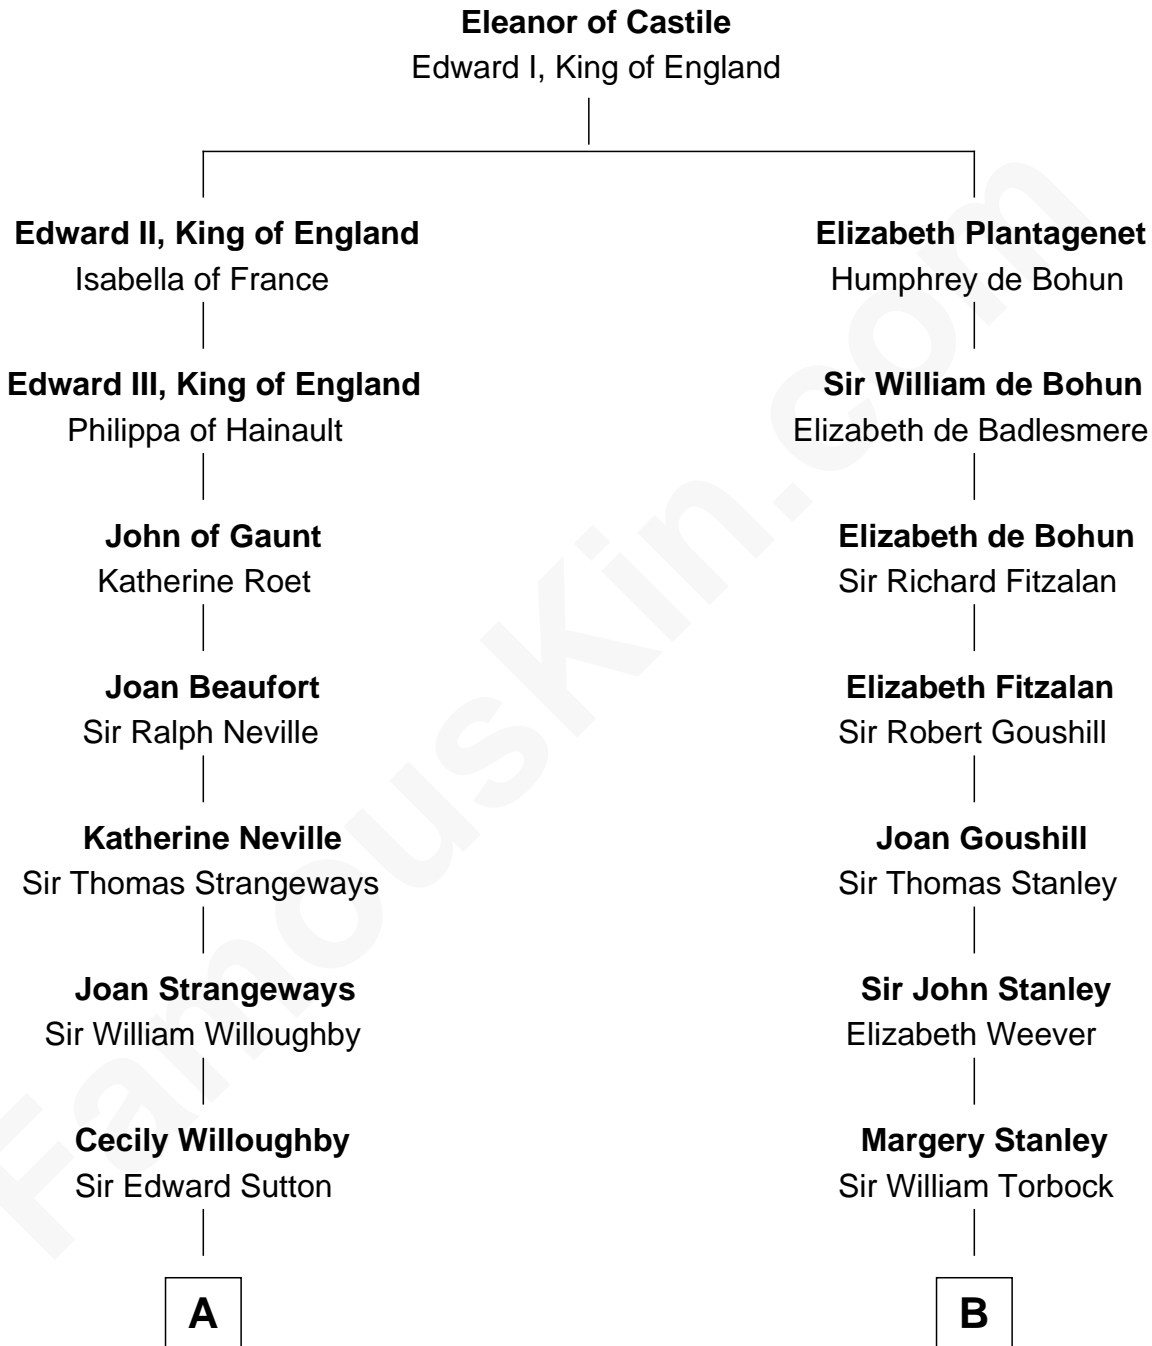 Eleanor of Castile
Edward I, King of England
Edward II, King of England
Isabella of France
Edward III, King of England
Philippa of Hainault
John of Gaunt
Katherine Roet
Joan Beaufort
Sir Ralph Neville
Katherine Neville
Sir Thomas Strangeways
Joan Strangeways
Sir William Willoughby
Cecily Willoughby
Sir Edward Sutton
A
Elizabeth Plantagenet
Humphrey de Bohun
Sir William de Bohun
Elizabeth de Badlesmere
Elizabeth de Bohun
Sir Richard Fitzalan
Elizabeth Fitzalan
Sir Robert Goushill
Joan Goushill
Sir Thomas Stanley
Sir John Stanley
Elizabeth Weever
Margery Stanley
Sir William Torbock
B
FamousKin.com